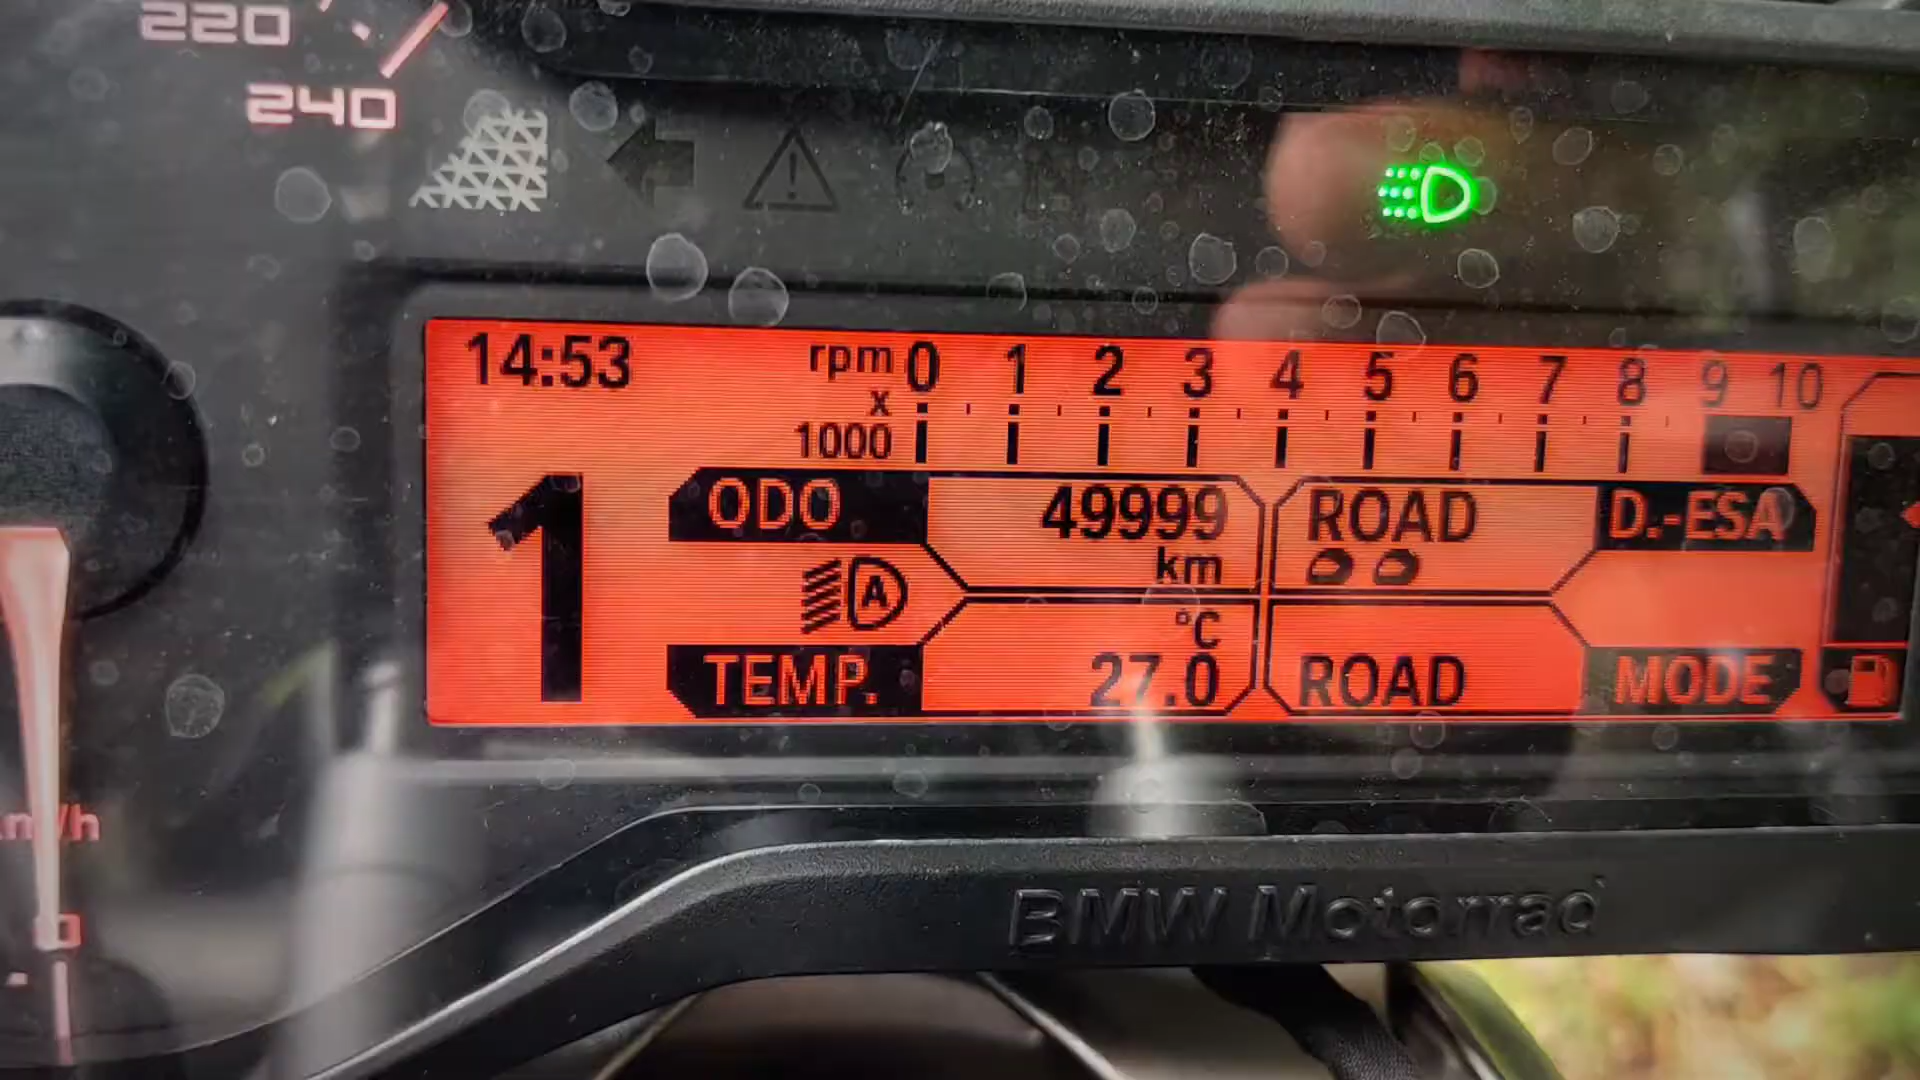 220
240
14:53
rpm 0 1 2 3 4 5 6 7 8 9 10
x
1000
1
ODO 49999 ROAD D.-ESA
km
A
°C
TEMP. 27.0 ROAD MODE
km/h
0
BMW Motorrad